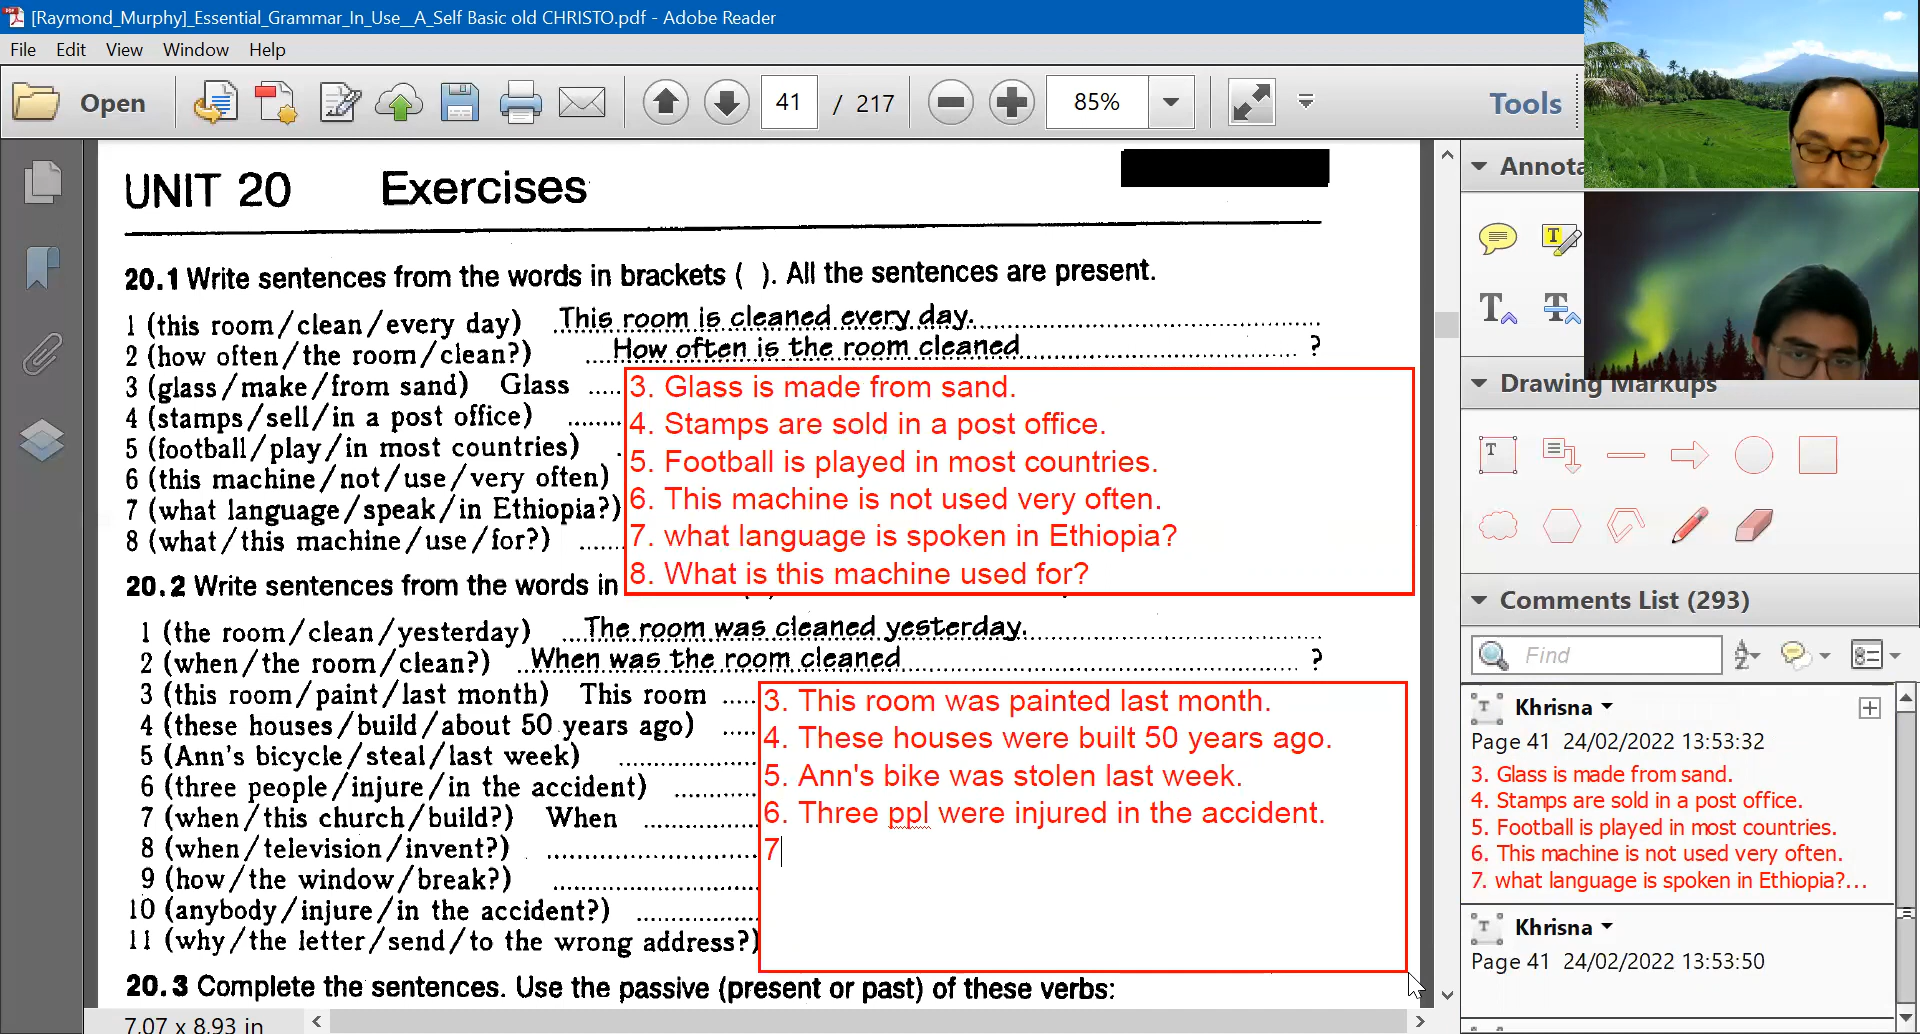 [Raymond_Murphy]_Essential_Grammar_In_Use__A_Self Basic old CHRISTO.pdf - Adobe Reader
File Edit View Window Help
Open 41 / 217 85% Tools
UNIT 20 Exercises
20.1 Write sentences from the words in brackets ( ). All the sentences are present.
1 (this room/clean/every day) This room is cleaned every day.
2 (how often/the room/clean?) How often is the room cleaned ?
3 (glass/make/from sand) Glass
4 (stamps/sell/in a post office)
5 (football/play/in most countries)
6 (this machine/not/use/very often)
7 (what language/speak/in Ethiopia?)
8 (what/this machine/use/for?)
3. Glass is made from sand.
4. Stamps are sold in a post office.
5. Football is played in most countries.
6. This machine is not used very often.
7. what language is spoken in Ethiopia?
8. What is this machine used for?
20.2 Write sentences from the words in
1 (the room/clean/yesterday) The room was cleaned yesterday.
2 (when/the room/clean?) When was the room cleaned ?
3 (this room/paint/last month) This room
4 (these houses/build/about 50 years ago)
5 (Ann's bicycle/steal/last week)
6 (three people/injure/in the accident)
7 (when/this church/build?) When
8 (when/television/invent?)
9 (how/the window/break?)
10 (anybody/injure/in the accident?)
11 (why/the letter/send/to the wrong address?)
3. This room was painted last month.
4. These houses were built 50 years ago.
5. Ann's bike was stolen last week.
6. Three ppl were injured in the accident.
7
20.3 Complete the sentences. Use the passive (present or past) of these verbs:
7.07 x 8.93 in
Annota
Drawing Markups
Comments List (293)
Find
Khrisna
Page 41 24/02/2022 13:53:32
3. Glass is made from sand.
4. Stamps are sold in a post office.
5. Football is played in most countries.
6. This machine is not used very often.
7. what language is spoken in Ethiopia?...
Khrisna
Page 41 24/02/2022 13:53:50